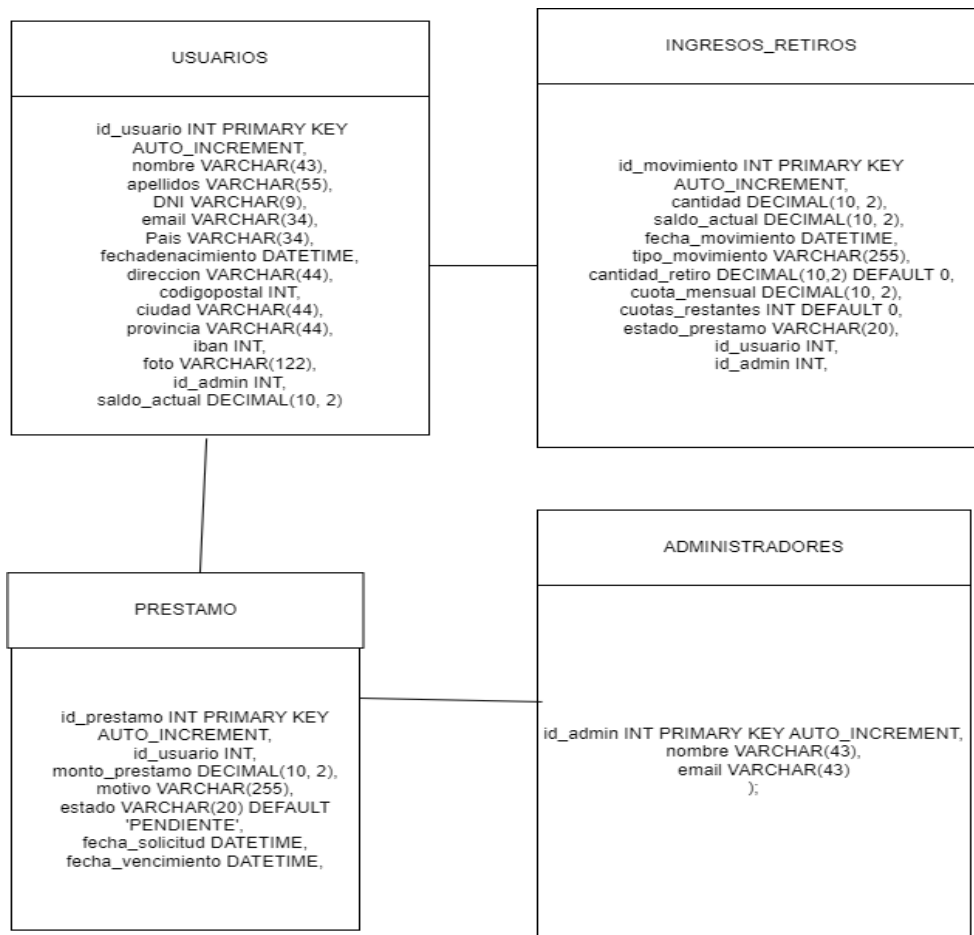 USUARIOS
id_usuario INT PRIMARY KEY
AUTO_INCREMENT,
nombre VARCHAR(43),
apellidos VARCHAR(55),
DNI VARCHAR(9),
email VARCHAR(34),
Pais VARCHAR(34),
fechadenacimiento DATETIME,
direccion VARCHAR(44),
codigopostal INT,
ciudad VARCHAR(44),
provincia VARCHAR(44),
iban INT,
foto VARCHAR(122),
id_admin INT,
saldo_actual DECIMAL(10, 2)
INGRESOS_RETIROS
id_movimiento INT PRIMARY KEY
AUTO_INCREMENT,
cantidad DECIMAL(10, 2),
saldo_actual DECIMAL(10, 2),
fecha_movimiento DATETIME,
tipo_movimiento VARCHAR(255),
cantidad_retiro DECIMAL(10,2) DEFAULT 0,
cuota_mensual DECIMAL(10, 2),
cuotas_restantes INT DEFAULT 0,
estado_prestamo VARCHAR(20),
id_usuario INT,
id_admin INT,
PRESTAMO
id_prestamo INT PRIMARY KEY
AUTO_INCREMENT,
id_usuario INT,
monto_prestamo DECIMAL(10, 2),
motivo VARCHAR(255),
estado VARCHAR(20) DEFAULT
'PENDIENTE',
fecha_solicitud DATETIME,
fecha_vencimiento DATETIME,
ADMINISTRADORES
id_admin INT PRIMARY KEY AUTO_INCREMENT,
nombre VARCHAR(43),
email VARCHAR(43)
);